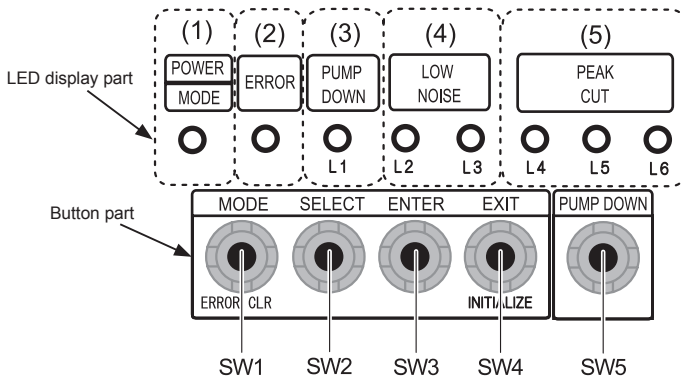 (1) (2) (3) (4) (5)
LED display part
POWER
MODE
ERROR
PUMP
DOWN
LOW
NOISE
PEAK
CUT
L1 L2 L3 L4 L5 L6
Button part
MODE SELECT ENTER EXIT PUMP DOWN
ERROR CLR INITIALIZE
SW1 SW2 SW3 SW4 SW5